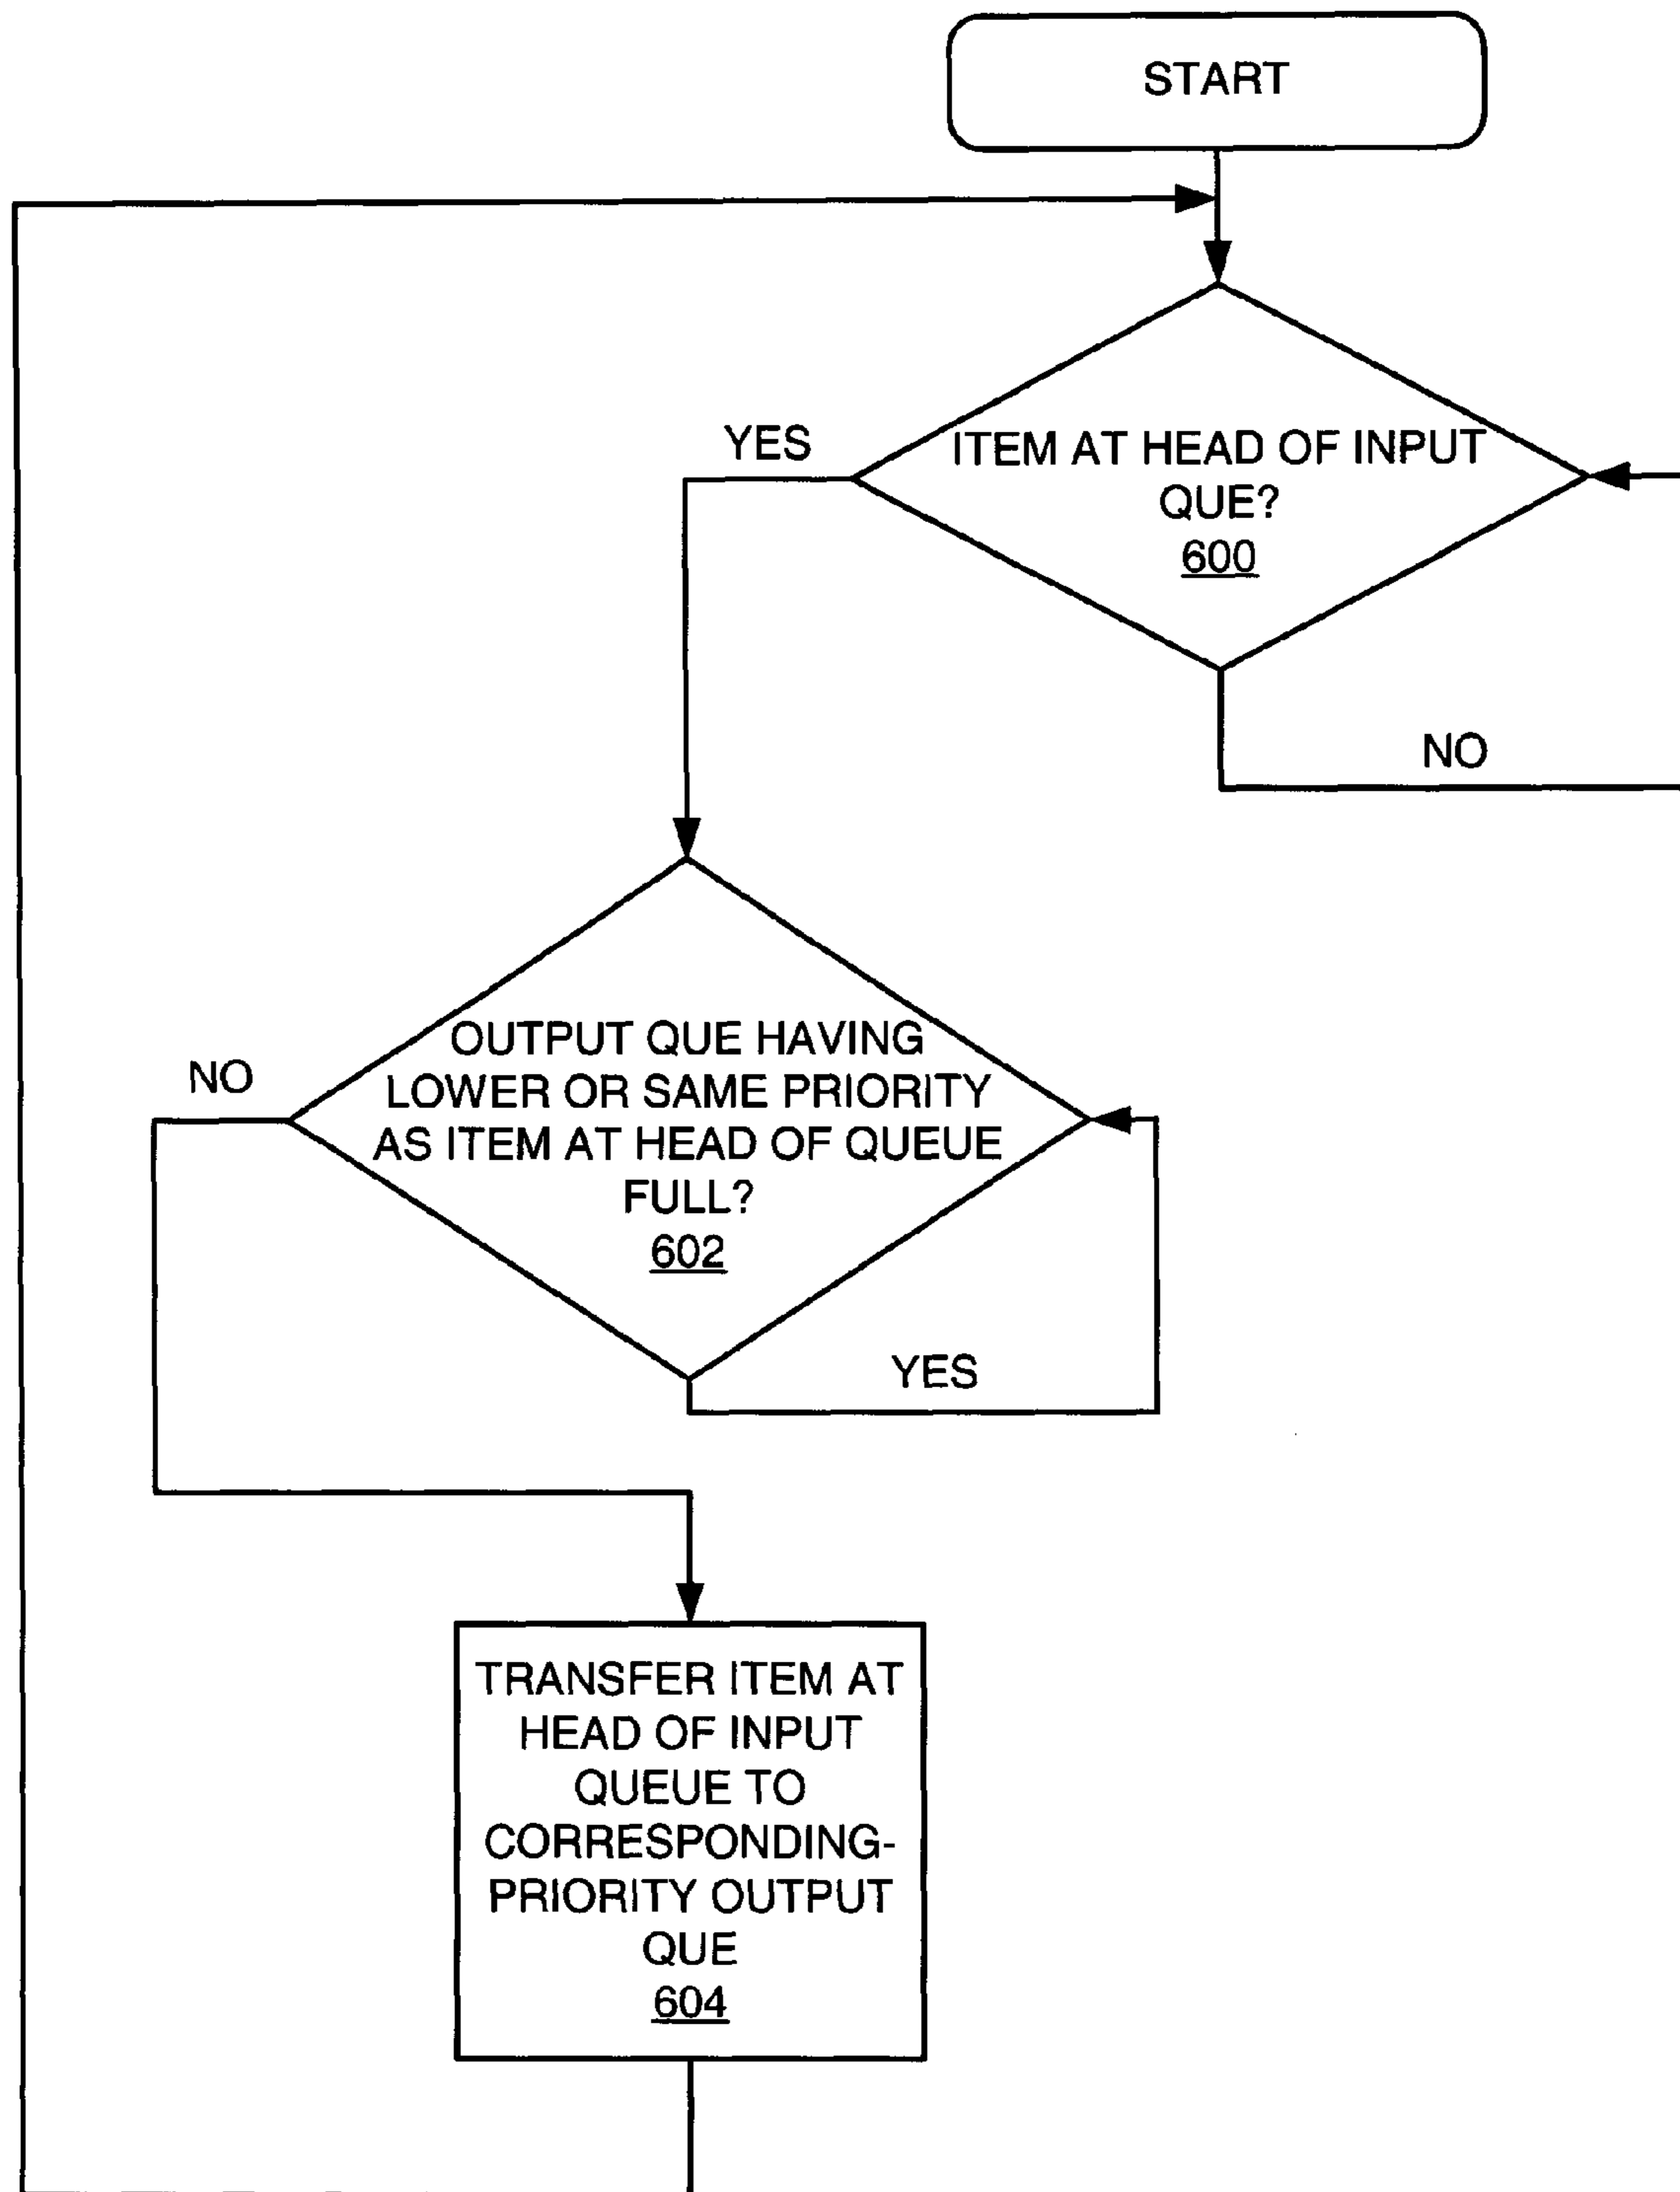 START
YES
ITEM AT HEAD OF INPUT
QUE?
600
NO
OUTPUT QUE HAVING
LOWER OR SAME PRIORITY
AS ITEM AT HEAD OF QUEUE
FULL?
602
NO
YES
TRANSFER ITEM AT
HEAD OF INPUT
QUEUE TO
CORRESPONDING-
PRIORITY OUTPUT
QUE
604